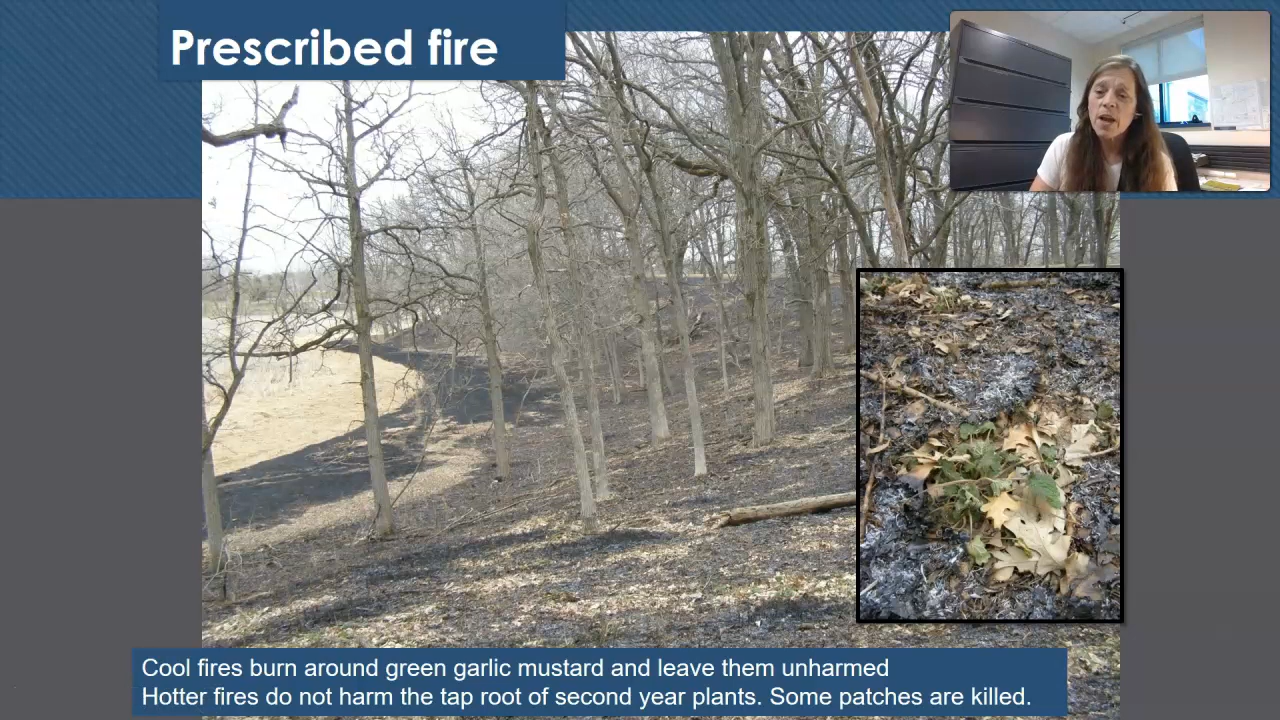 Prescribed fire
Cool fires burn around green garlic mustard and leave them unharmed
Hotter fires do not harm the tap root of second year plants. Some patches are killed.